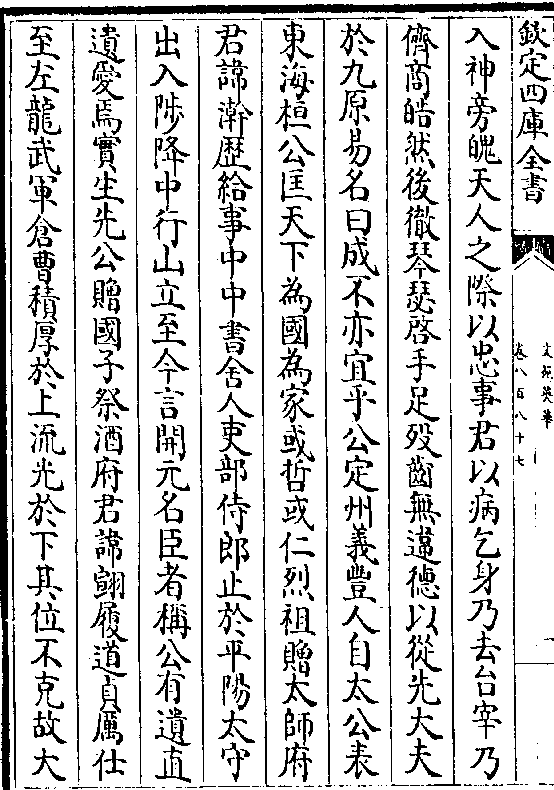 欽定四庫全書
入神旁魄天人之際以忠事君以病乞身乃去台宰乃
儕商皓然後徹琴瑟啓手足歿齒無違德以從先大夫
於九原易名曰成不亦宜乎公定州義豐人自太公表
東海桓公匡天下為國為家或哲或仁烈祖贈太師府
君諱澣歴給事中中書舍人吏部侍郎止於平陽太守
出入陟降中行山立至今言開元名臣者稱公有遺直
遺愛焉實生先公贈國子祭酒府君諱翱履道貞厲仕
至左龍武軍倉曹積厚於上流光於下其位不克故大
文苑英華
卷八百八十七
一